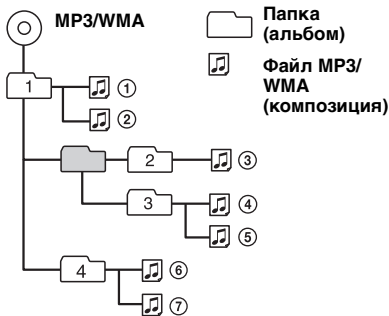 MP3/WMA
Папка
(альбом)
Файл MP3/
WMA
(композиция)
1
①
②
2
③
3
④
⑤
4
⑥
⑦